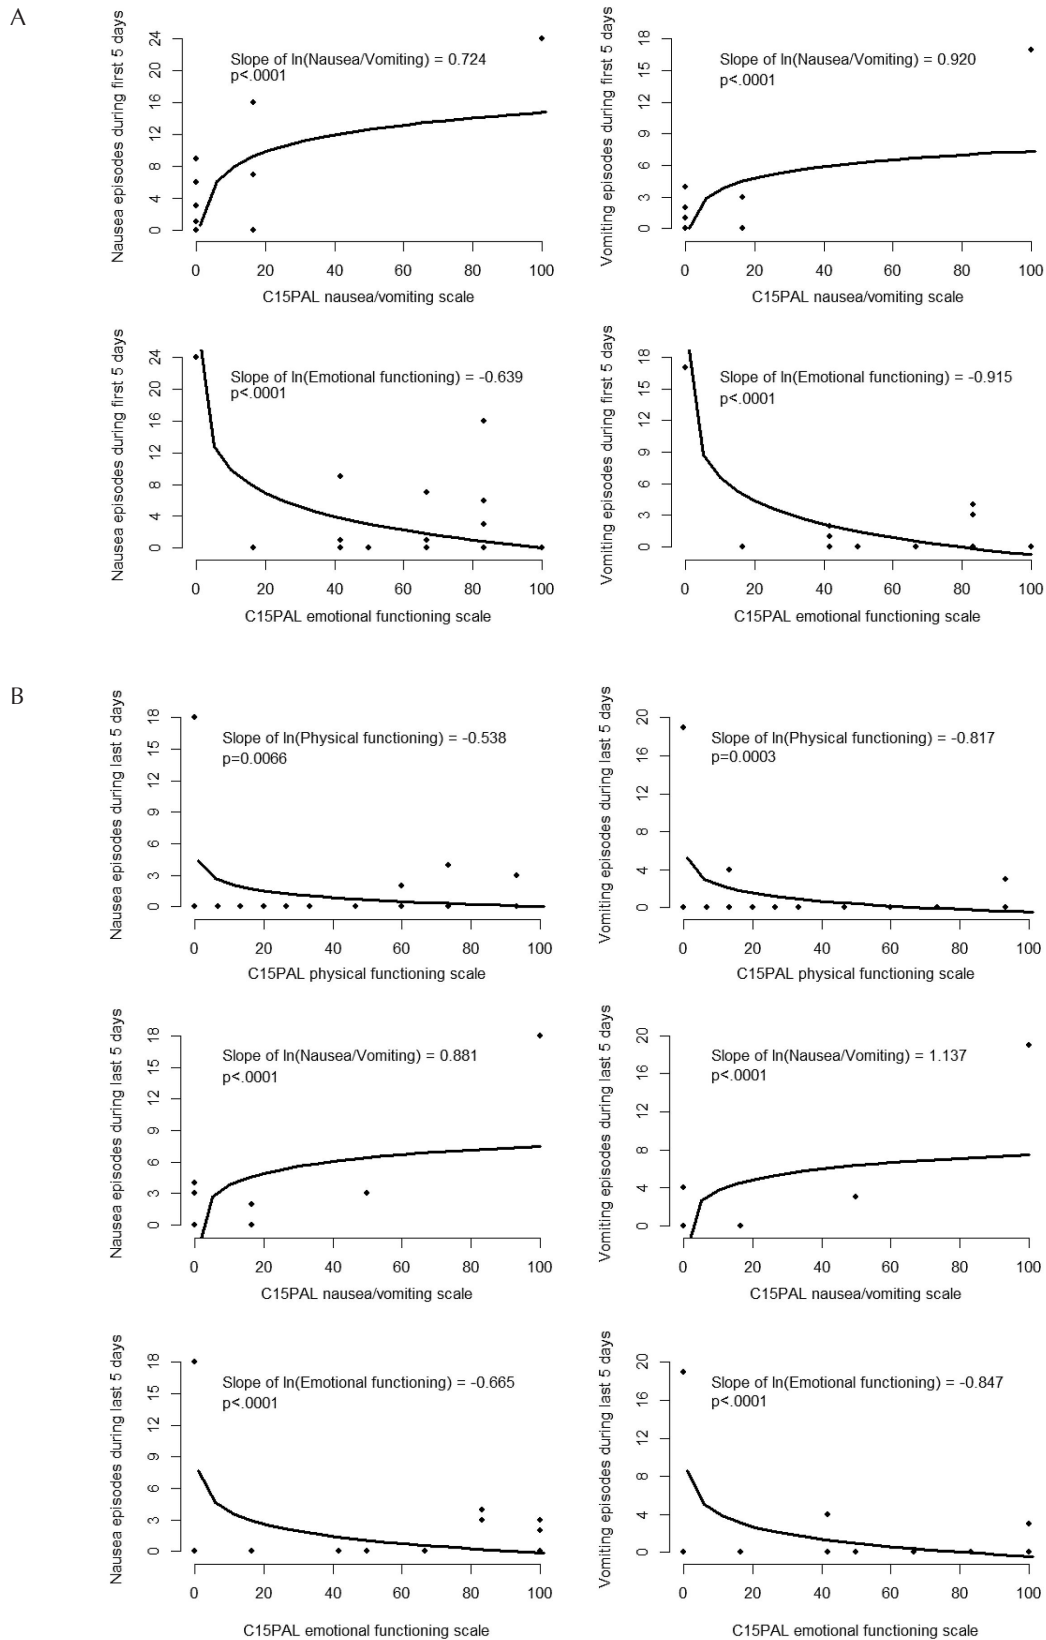 A
Nausea episodes during first 5 days
24
20
16
12
8
4
0
Slope of ln(Nausea/Vomiting) = 0.724
p<.0001
0 20 40 60 80 100
C15PAL nausea/vomiting scale
Vomiting episodes during first 5 days
18
15
12
9
6
3
0
Slope of ln(Nausea/Vomiting) = 0.920
p<.0001
0 20 40 60 80 100
C15PAL nausea/vomiting scale
Nausea episodes during first 5 days
24
20
16
12
8
4
0
Slope of ln(Emotional functioning) = -0.639
p<.0001
0 20 40 60 80 100
C15PAL emotional functioning scale
Vomiting episodes during first 5 days
18
15
12
9
6
3
0
Slope of ln(Emotional functioning) = -0.915
p<.0001
0 20 40 60 80 100
C15PAL emotional functioning scale
B
Nausea episodes during last 5 days
18
15
12
9
6
3
0
Slope of ln(Physical functioning) = -0.538
p=0.0066
0 20 40 60 80 100
C15PAL physical functioning scale
Vomiting episodes during last 5 days
20
16
12
8
4
0
Slope of ln(Physical functioning) = -0.817
p=0.0003
0 20 40 60 80 100
C15PAL physical functioning scale
Nausea episodes during last 5 days
18
15
12
9
6
3
0
Slope of ln(Nausea/Vomiting) = 0.881
p<.0001
0 20 40 60 80 100
C15PAL nausea/vomiting scale
Vomiting episodes during last 5 days
20
16
12
8
4
0
Slope of ln(Nausea/Vomiting) = 1.137
p<.0001
0 20 40 60 80 100
C15PAL nausea/vomiting scale
Nausea episodes during last 5 days
18
15
12
9
6
3
0
Slope of ln(Emotional functioning) = -0.665
p<.0001
0 20 40 60 80 100
C15PAL emotional functioning scale
Vomiting episodes during last 5 days
20
16
12
8
4
0
Slope of ln(Emotional functioning) = -0.847
p<.0001
0 20 40 60 80 100
C15PAL emotional functioning scale